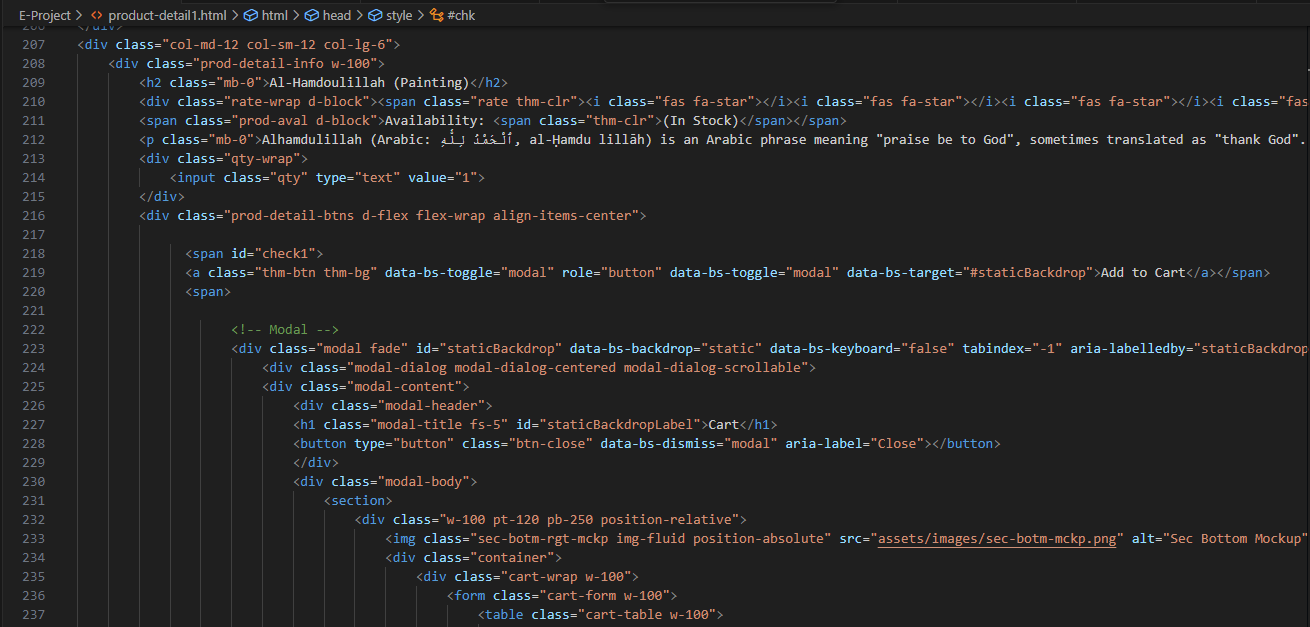 E-Project > product-detail1.html > html > head > style > #chk
206 </div>
207 <div class="col-md-12 col-sm-12 col-lg-6">
208 <div class="prod-detail-info w-100">
209 <h2 class="mb-0">Al-Hamdoulillah (Painting)</h2>
210 <div class="rate-wrap d-block"><span class="rate thm-clr"><i class="fas fa-star"></i><i class="fas fa-star"></i><i class="fas fa-star"></i><i class="fas
211 <span class="prod-aval d-block">Availability: <span class="thm-clr">(In Stock)</span></span>
212 <p class="mb-0">Alhamdulillah (Arabic: ٱلْحَمْدُ لِلَّٰهِ, al-Ḥamdu lillāh) is an Arabic phrase meaning "praise be to God", sometimes translated as "thank God".
213 <div class="qty-wrap">
214 <input class="qty" type="text" value="1">
215 </div>
216 <div class="prod-detail-btns d-flex flex-wrap align-items-center">
217
218 <span id="check1">
219 <a class="thm-btn thm-bg" data-bs-toggle="modal" role="button" data-bs-toggle="modal" data-bs-target="#staticBackdrop">Add to Cart</a></span>
220 <span>
221
222 <!-- Modal -->
223 <div class="modal fade" id="staticBackdrop" data-bs-backdrop="static" data-bs-keyboard="false" tabindex="-1" aria-labelledby="staticBackdrop
224 <div class="modal-dialog modal-dialog-centered modal-dialog-scrollable">
225 <div class="modal-content">
226 <div class="modal-header">
227 <h1 class="modal-title fs-5" id="staticBackdropLabel">Cart</h1>
228 <button type="button" class="btn-close" data-bs-dismiss="modal" aria-label="Close"></button>
229 </div>
230 <div class="modal-body">
231 <section>
232 <div class="w-100 pt-120 pb-250 position-relative">
233 <img class="sec-botm-rgt-mckp img-fluid position-absolute" src="assets/images/sec-botm-mckp.png" alt="Sec Bottom Mockup"
234 <div class="container">
235 <div class="cart-wrap w-100">
236 <form class="cart-form w-100">
237 <table class="cart-table w-100">